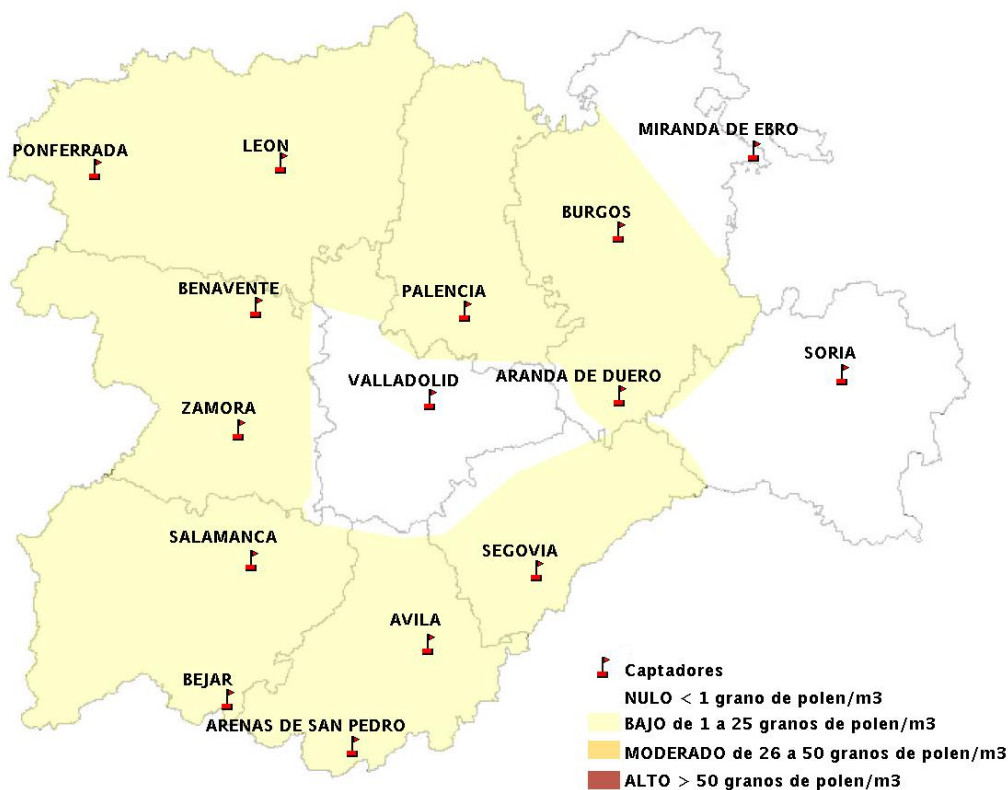 MIRANDA DE EBRO
PONFERRADA
LEON
BURGOS
BENAVENTE
PALENCIA
SORIA
VALLADOLID
ARANDA DE DUERO
ZAMORA
SALAMANCA
SEGOVIA
AVILA
BEJAR
ARENAS DE SAN PEDRO
Captadores
NULO < 1 grano de polen/m3
BAJO de 1 a 25 granos de polen/m3
MODERADO de 26 a 50 granos de polen/m3
ALTO > 50 granos de polen/m3